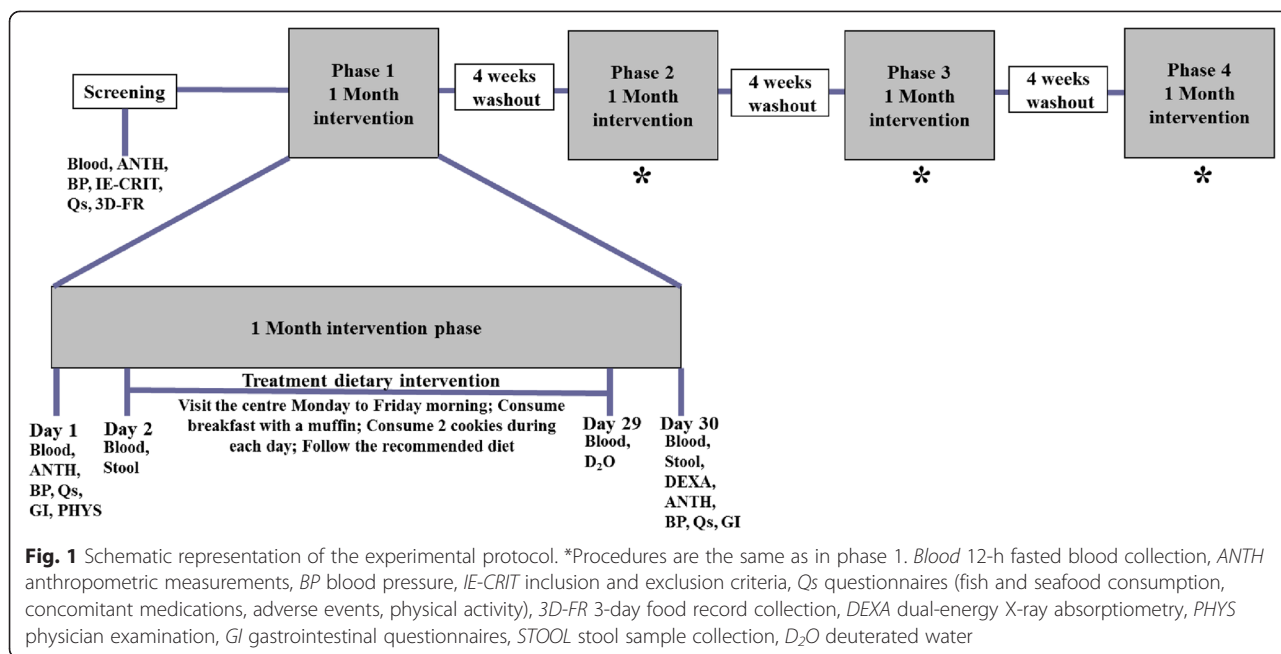 Screening
Blood, ANTH,
BP, IE-CRIT,
Qs, 3D-FR
Phase 1
1 Month
intervention
4 weeks
washout
Phase 2
1 Month
intervention
*
4 weeks
washout
Phase 3
1 Month
intervention
*
4 weeks
washout
Phase 4
1 Month
intervention
*
1 Month intervention phase
Treatment dietary intervention
Visit the centre Monday to Friday morning; Consume
breakfast with a muffin; Consume 2 cookies during
each day; Follow the recommended diet
Day 1
Blood,
ANTH,
BP, Qs,
GI, PHYS
Day 2
Blood,
Stool
Day 29
Blood,
D₂O
Day 30
Blood,
Stool,
DEXA,
ANTH,
BP, Qs, GI
Fig. 1 Schematic representation of the experimental protocol. *Procedures are the same as in phase 1. Blood 12-h fasted blood collection, ANTH
anthropometric measurements, BP blood pressure, IE-CRIT inclusion and exclusion criteria, Qs questionnaires (fish and seafood consumption,
concomitant medications, adverse events, physical activity), 3D-FR 3-day food record collection, DEXA dual-energy X-ray absorptiometry, PHYS
physician examination, GI gastrointestinal questionnaires, STOOL stool sample collection, D₂O deuterated water